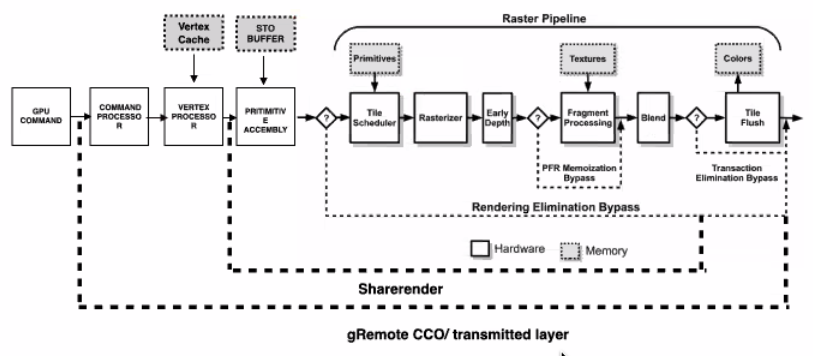 Raster Pipeline
Vertex
Cache
STO
BUFFER
Primitives
Textures
Colors
GPU
COMMAND
COMMAND
PROCESSO
R
VERTEX
PROCESSO
R
PRITIMITIV
E
ACCEMBLY
?
Tile
Scheduler
Rasterizer
Early
Depth
?
Fragment
Processing
Blend
?
Tile
Flush
PFR Memoization
Bypass
Transaction
Elimination Bypass
Rendering Elimination Bypass
Hardware
Memory
Sharerender
gRemote CCO/ transmitted layer